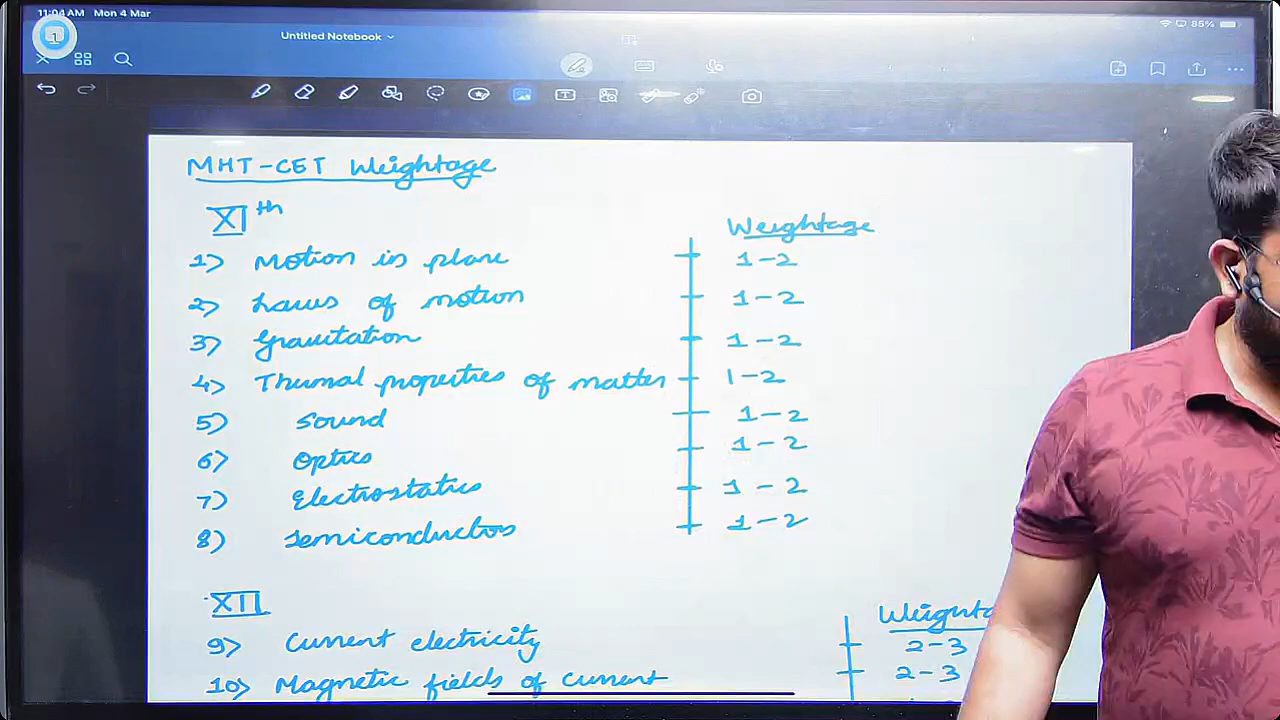 11:04 AM Mon 4 Mar
85%
1
Untitled Notebook
MHT-CET Weightage
XI th
Weightage
1) Motion in plane 1-2
2) Laws of motion 1-2
3) Gravitation 1-2
4) Thermal properties of matter 1-2
5) Sound 1-2
6) Optics 1-2
7) Electrostatics 1-2
8) Semiconductors 1-2
XII
9) Current electricity 2-3
10) Magnetic fields of current 2-3